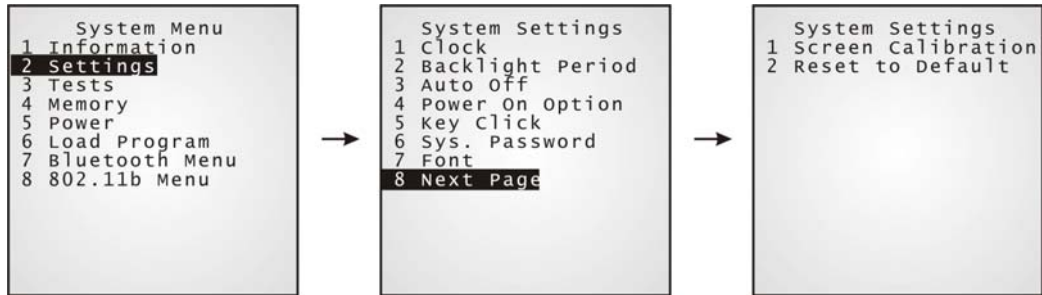 System Menu
1 Information
2 Settings
3 Tests
4 Memory
5 Power
6 Load Program
7 Bluetooth Menu
8 802.11b Menu
System Settings
1 Clock
2 Backlight Period
3 Auto Off
4 Power On Option
5 Key Click
6 Sys. Password
7 Font
8 Next Page
System Settings
1 Screen Calibration
2 Reset to Default